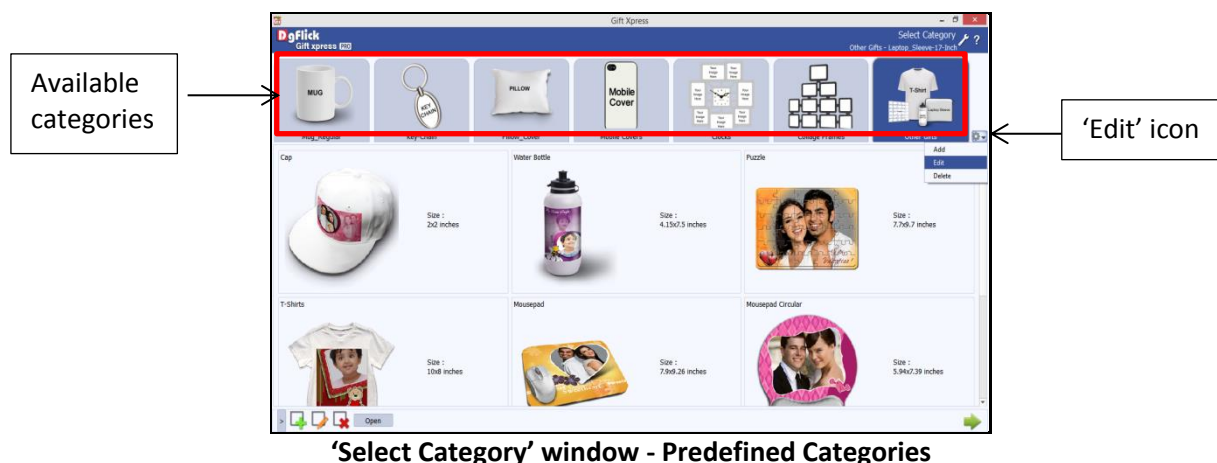 Gift Xpress
DgFlick
Gift xpress PRO
Select Category
Other Gifts - Laptop_Sleeve-17-Inch
?
Available
categories
'Edit' icon
MUG
KEY
CHAIN
PILLOW
Mobile
Cover
T-Shirt
Laptop Sleeve
Mug_Regular
Key-Chain
Pillow_Cover
Mobile Covers
Clocks
Collage Frames
Other Gifts
Add
Edit
Delete
Cap
Size :
2x2 inches
Water Bottle
Size :
4.15x7.5 inches
Puzzle
Size :
7.7x9.7 inches
T-Shirts
Size :
10x8 inches
Mousepad
Size :
7.9x9.26 inches
Mousepad Circular
Size :
5.94x7.39 inches
Open
'Select Category' window - Predefined Categories